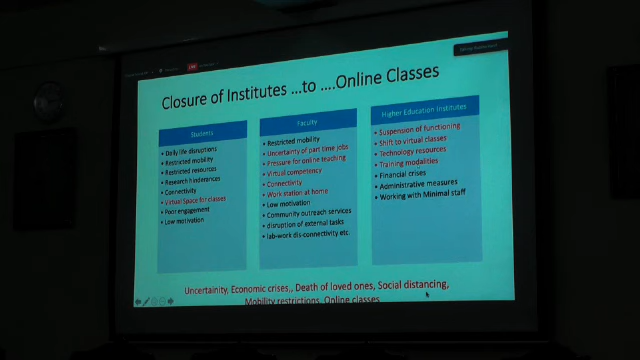 Closure of Institutes ...to ....Online Classes
Students
• Daily life disruptions
• Restricted mobility
• Restricted resources
• Research hinderances
• Connectivity
• Virtual Space for classes
• Poor engagement
• Low motivation
Faculty
• Restricted mobility
• Uncertainty of part time jobs
• Pressure for online teaching
• Virtual competency
• Connectivity
• Work station at home
• Low motivation
• Community outreach services
• disruption of external tasks
• lab-work dis-connectivity etc.
Higher Education Institutes
• Suspension of functioning
• Shift to virtual classes
• Technology resources
• Training modalities
• Financial crises
• Administrative measures
• Working with Minimal staff
Uncertainity, Economic crises,, Death of loved ones, Social distancing,
Mobility restrictions, Online classes